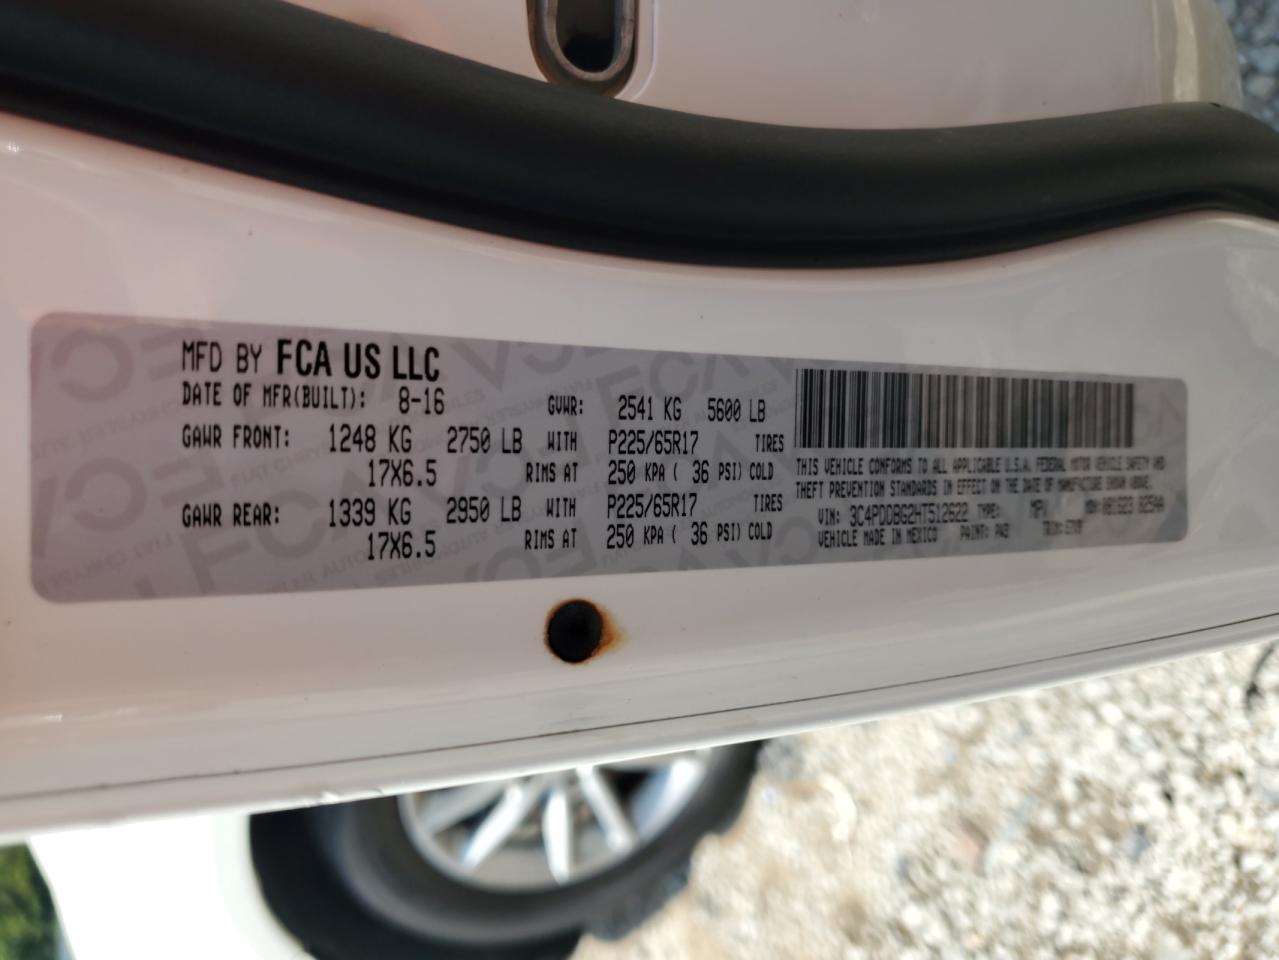 MFD BY FCA US LLC
DATE OF MFR(BUILT): 8-16 GVWR: 2541 KG 5600 LB
GAWR FRONT: 1248 KG 2750 LB WITH P225/65R17 TIRES
17X6.5 RIMS AT 250 KPA ( 36 PSI) COLD
GAWR REAR: 1339 KG 2950 LB WITH P225/65R17 TIRES
17X6.5 RIMS AT 250 KPA ( 36 PSI) COLD
THIS VEHICLE CONFORMS TO ALL APPLICABLE U.S.A. FEDERAL MOTOR VEHICLE SAFETY AND
THEFT PREVENTION STANDARDS IN EFFECT ON THE DATE OF MANUFACTURE SHOWN ABOVE.
VIN: 3C4PDDBG2HT512622 TYPE: MPV MDH:
VEHICLE MADE IN MEXICO PAINT: PW3 TRIM: